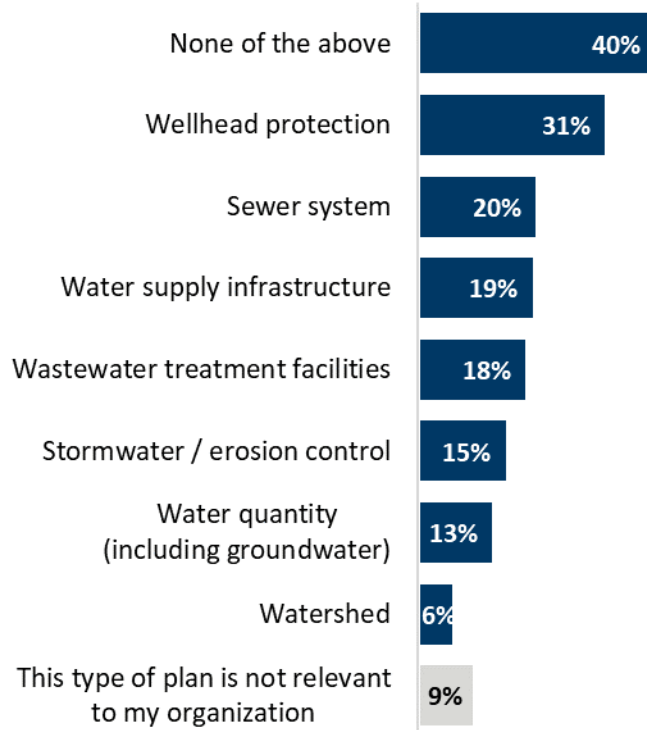 None of the above
40%
Wellhead protection
31%
Sewer system
20%
Water supply infrastructure
19%
Wastewater treatment facilities
18%
Stormwater / erosion control
15%
Water quantity
(including groundwater)
13%
Watershed
6%
This type of plan is not relevant
to my organization
9%